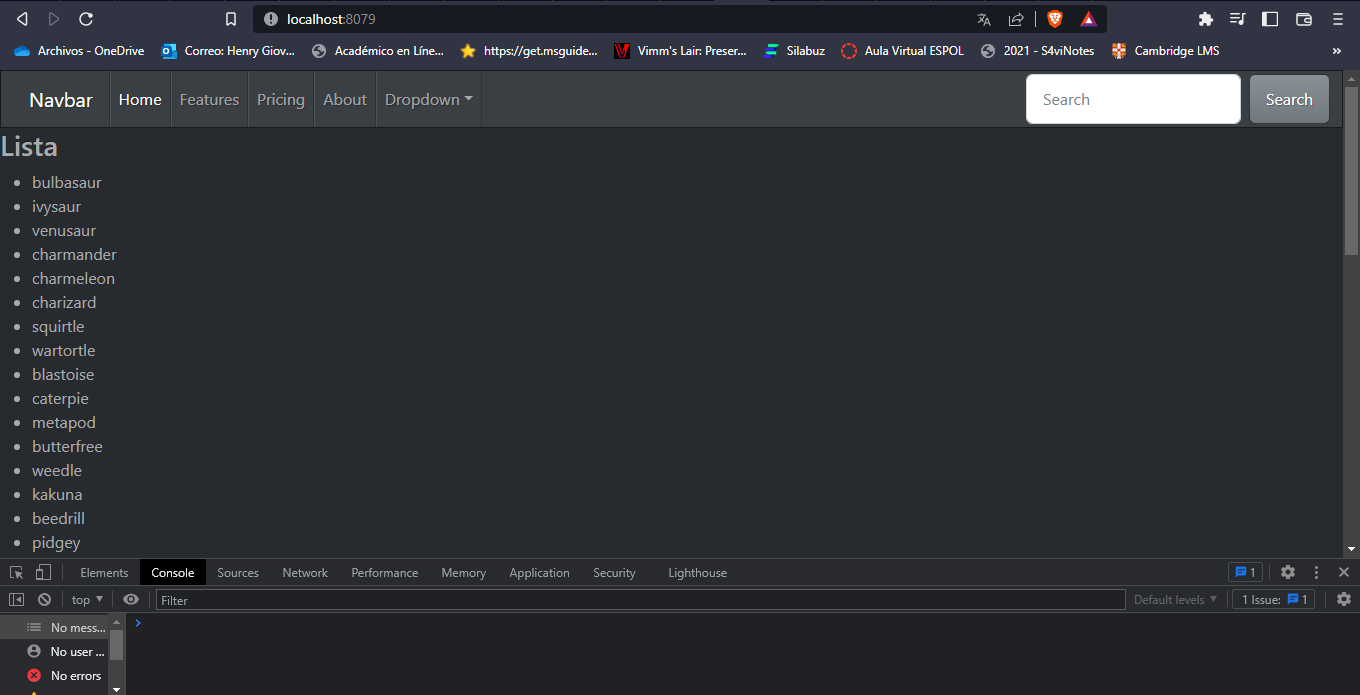 localhost:8079
Archivos - OneDrive Correo: Henry Giov... Académico en Líne... https://get.msguide... Vimm's Lair: Preser... Silabuz Aula Virtual ESPOL 2021 - S4viNotes Cambridge LMS »
Navbar Home Features Pricing About Dropdown Search Search
Lista
bulbasaur
ivysaur
venusaur
charmander
charmeleon
charizard
squirtle
wartortle
blastoise
caterpie
metapod
butterfree
weedle
kakuna
beedrill
pidgey
Elements Console Sources Network Performance Memory Application Security Lighthouse 1
top Filter Default levels 1 Issue: 1
No mess...
No user ...
No errors